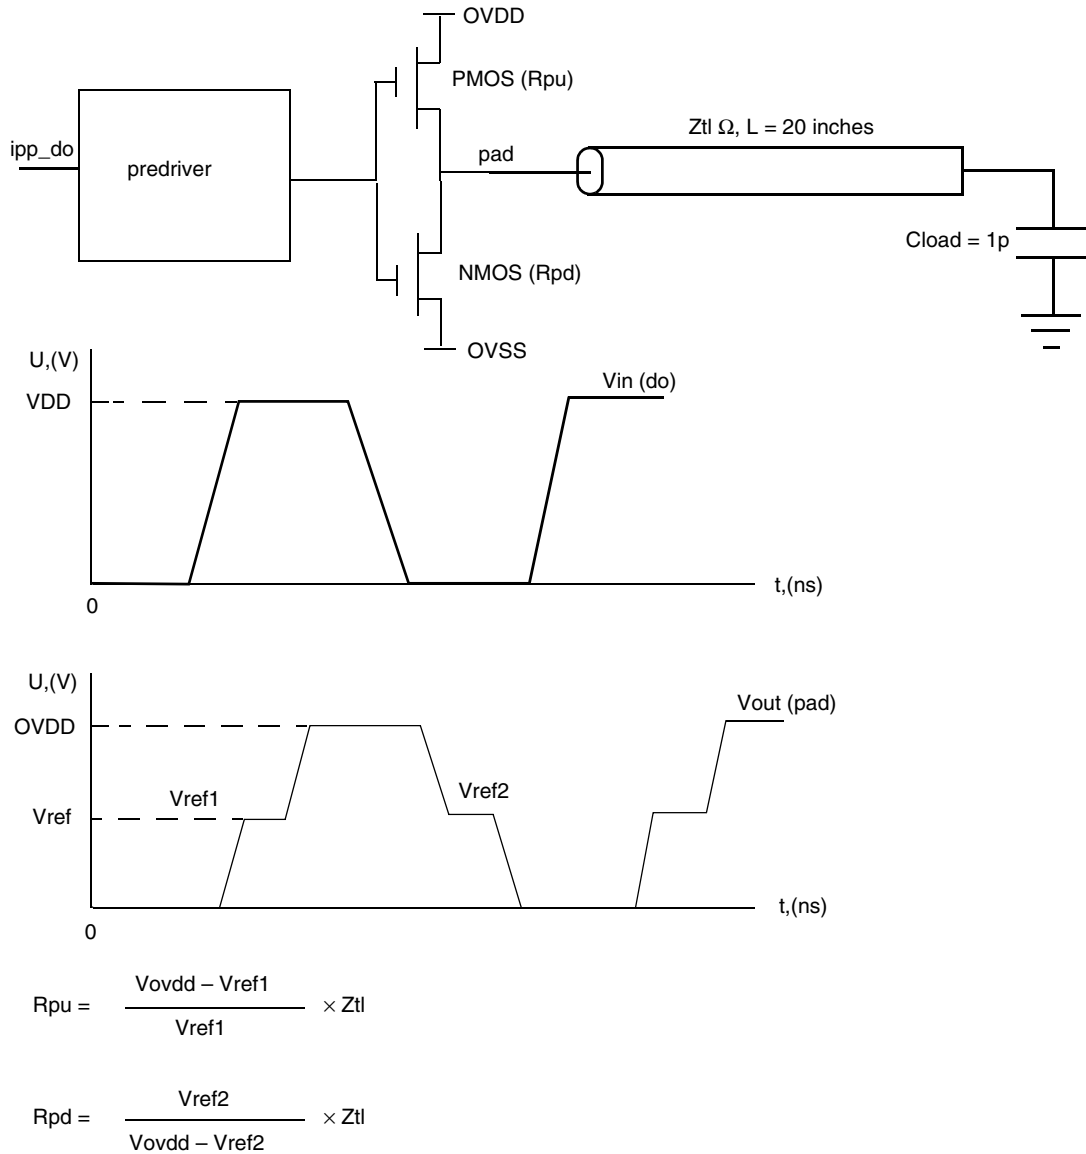 OVDD
PMOS (Rpu)
Ztl Ω, L = 20 inches
ipp_do
predriver
pad
Cload = 1p
NMOS (Rpd)
OVSS
U,(V)
VDD
Vin (do)
t,(ns)
0
U,(V)
OVDD
Vout (pad)
Vref1
Vref2
Vref
t,(ns)
0
Vovdd – Vref1
Rpu =
× Ztl
Vref1
Vref2
Rpd =
× Ztl
Vovdd – Vref2